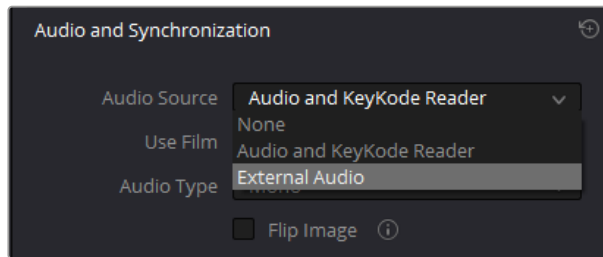 Audio and Synchronization
Audio Source Audio and KeyKode Reader
None
Use Film
Audio and KeyKode Reader
External Audio
Audio Type
Flip Image